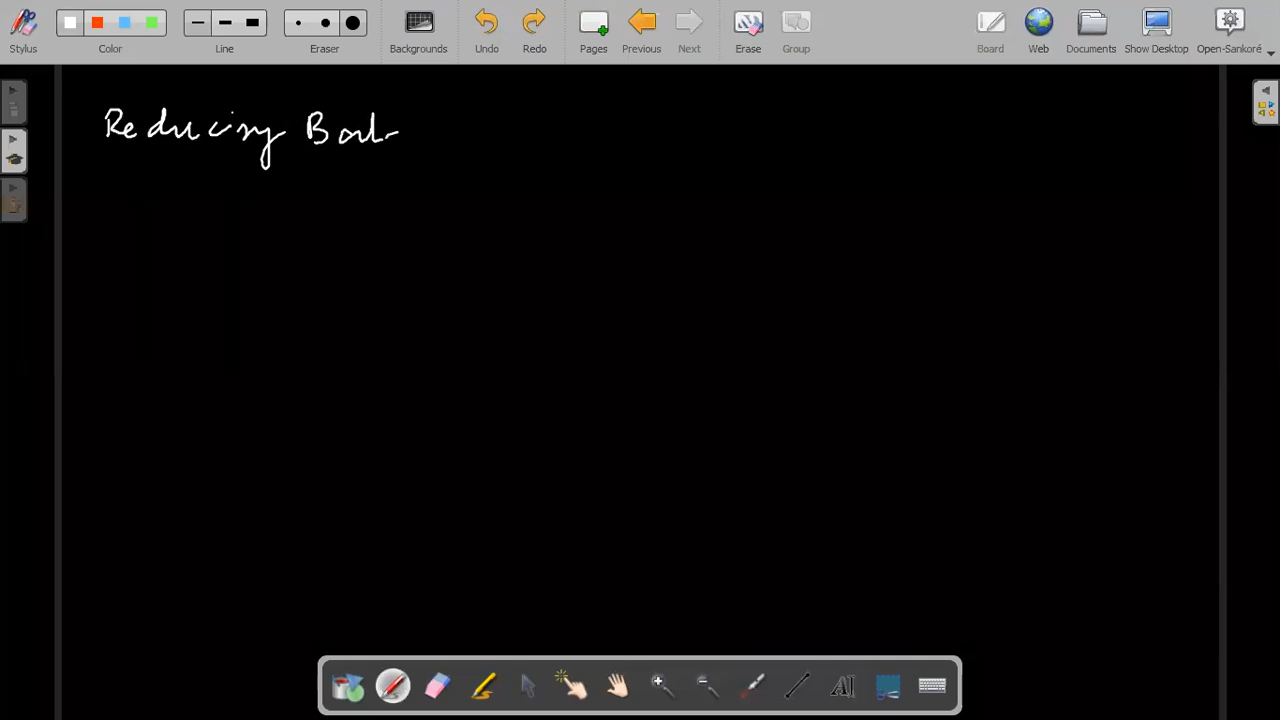 Stylus Color Line Eraser Backgrounds Undo Redo Pages Previous Next Erase Group Board Web Documents Show Desktop Open-Sankoré
Reducing